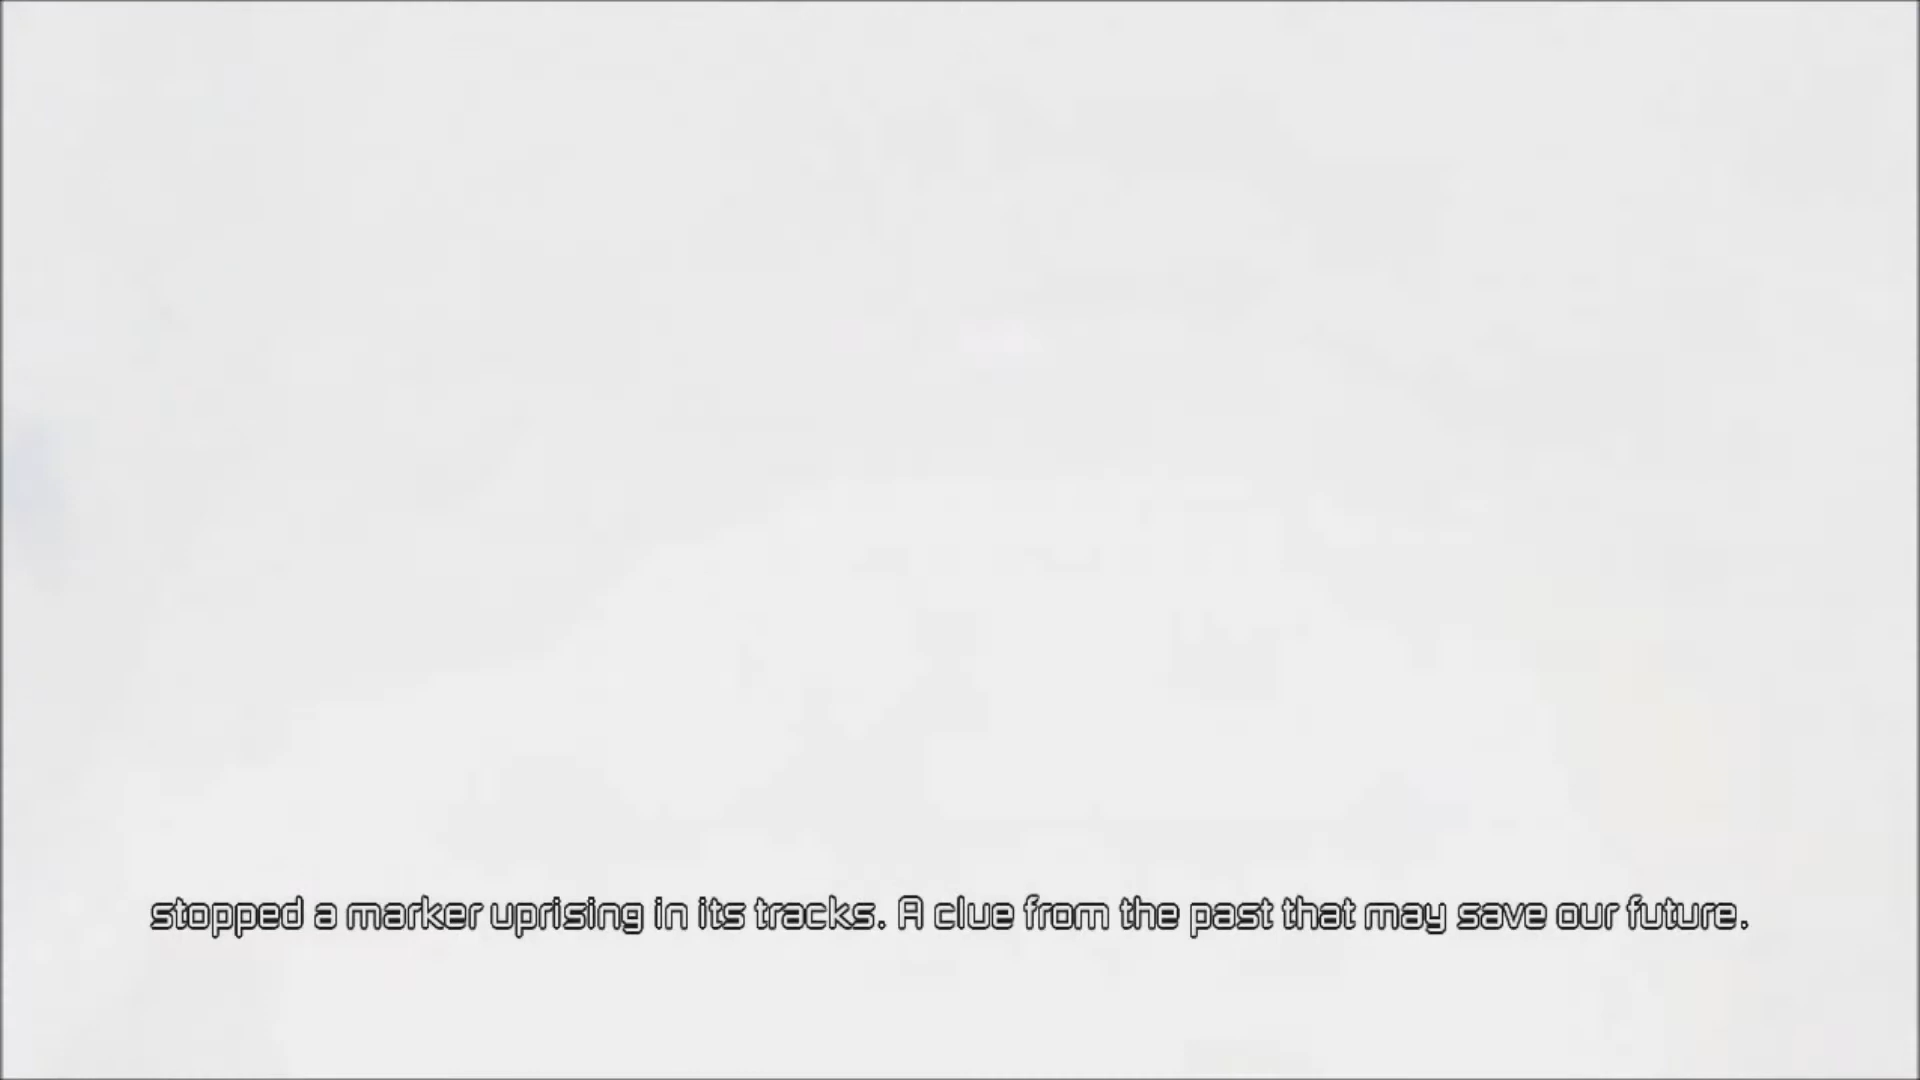 stopped a marker uprising in its tracks. A clue from the past that may save our future.